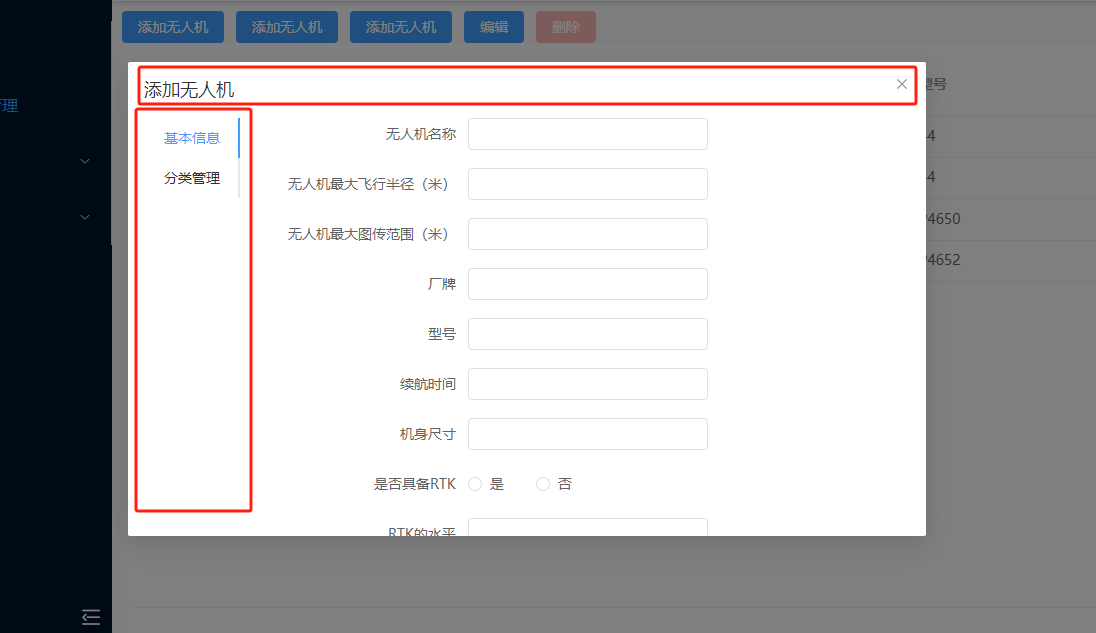 添加无人机 添加无人机 添加无人机 编辑 删除
添加无人机
型号
理
基本信息
分类管理
无人机名称
无人机最大飞行半径（米）
无人机最大图传范围（米）
厂牌
型号
续航时间
机身尺寸
是否具备RTK 是 否
RTK的水平
4
4
4650
4652